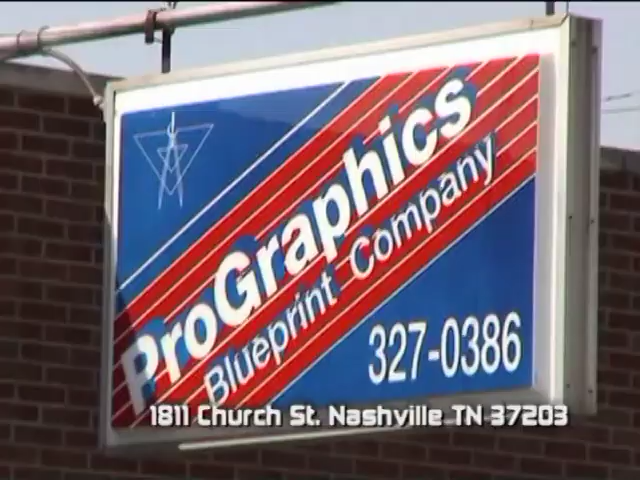 ProGraphics
Blueprint Company
327-0386
1811 Church St. Nashville TN 37203